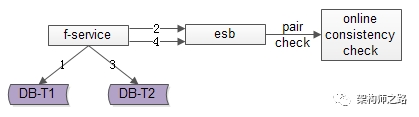 f-service
2
4
esb
pair
check
online
consistency
check
1
3
DB-T1
DB-T2
架构师之路